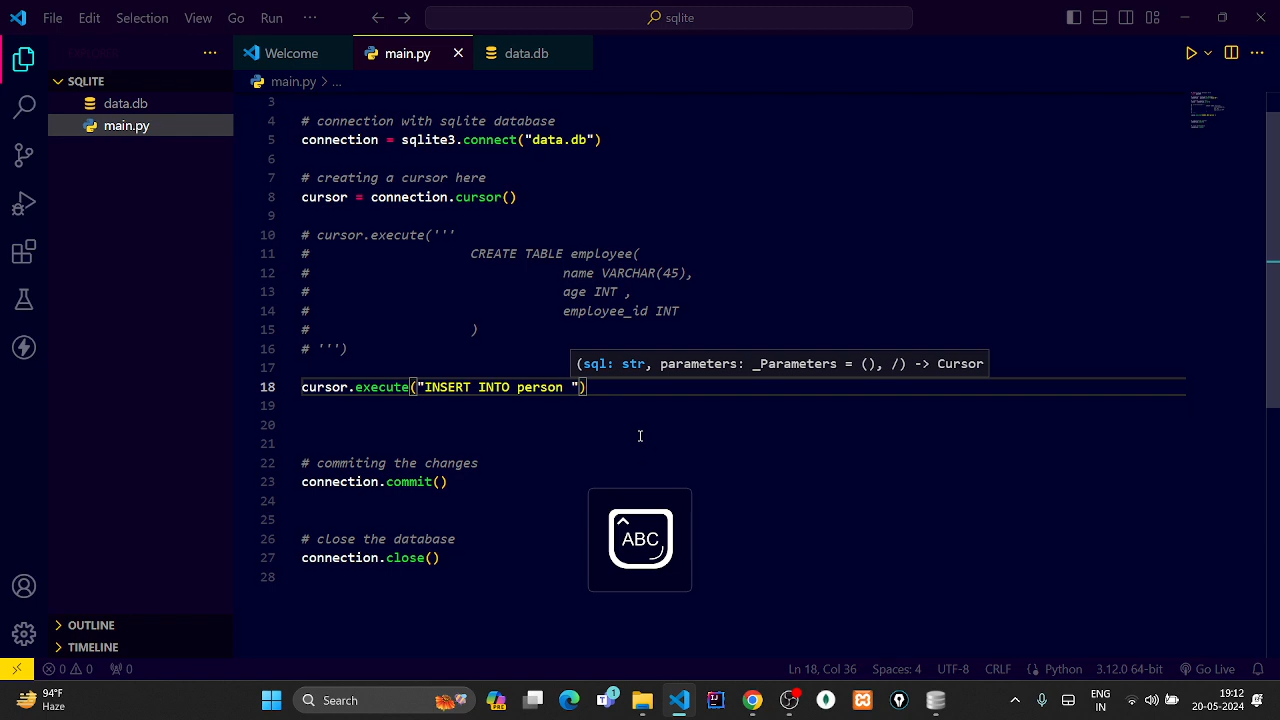 File Edit Selection View Go Run ··· sqlite
EXPLORER ···
Welcome main.py data.db
SQLITE
data.db
main.py
main.py > ...
3
4 # connection with sqlite database
5 connection = sqlite3.connect("data.db")
6
7 # creating a cursor here
8 cursor = connection.cursor()
9
10 # cursor.execute('''
11 # CREATE TABLE employee(
12 # name VARCHAR(45),
13 # age INT ,
14 # employee_id INT
15 # )
16 # ''')
17
(sql: str, parameters: _Parameters = (), /) -> Cursor
18 cursor.execute("INSERT INTO person ")
19
20
21
22 # commiting the changes
23 connection.commit()
24
25
26 # close the database
27 connection.close()
28
ABC
OUTLINE
TIMELINE
0 0 0 Ln 18, Col 36 Spaces: 4 UTF-8 CRLF Python 3.12.0 64-bit Go Live
94°F
Haze
Search
1
ENG
IN
19:12
20-05-2024